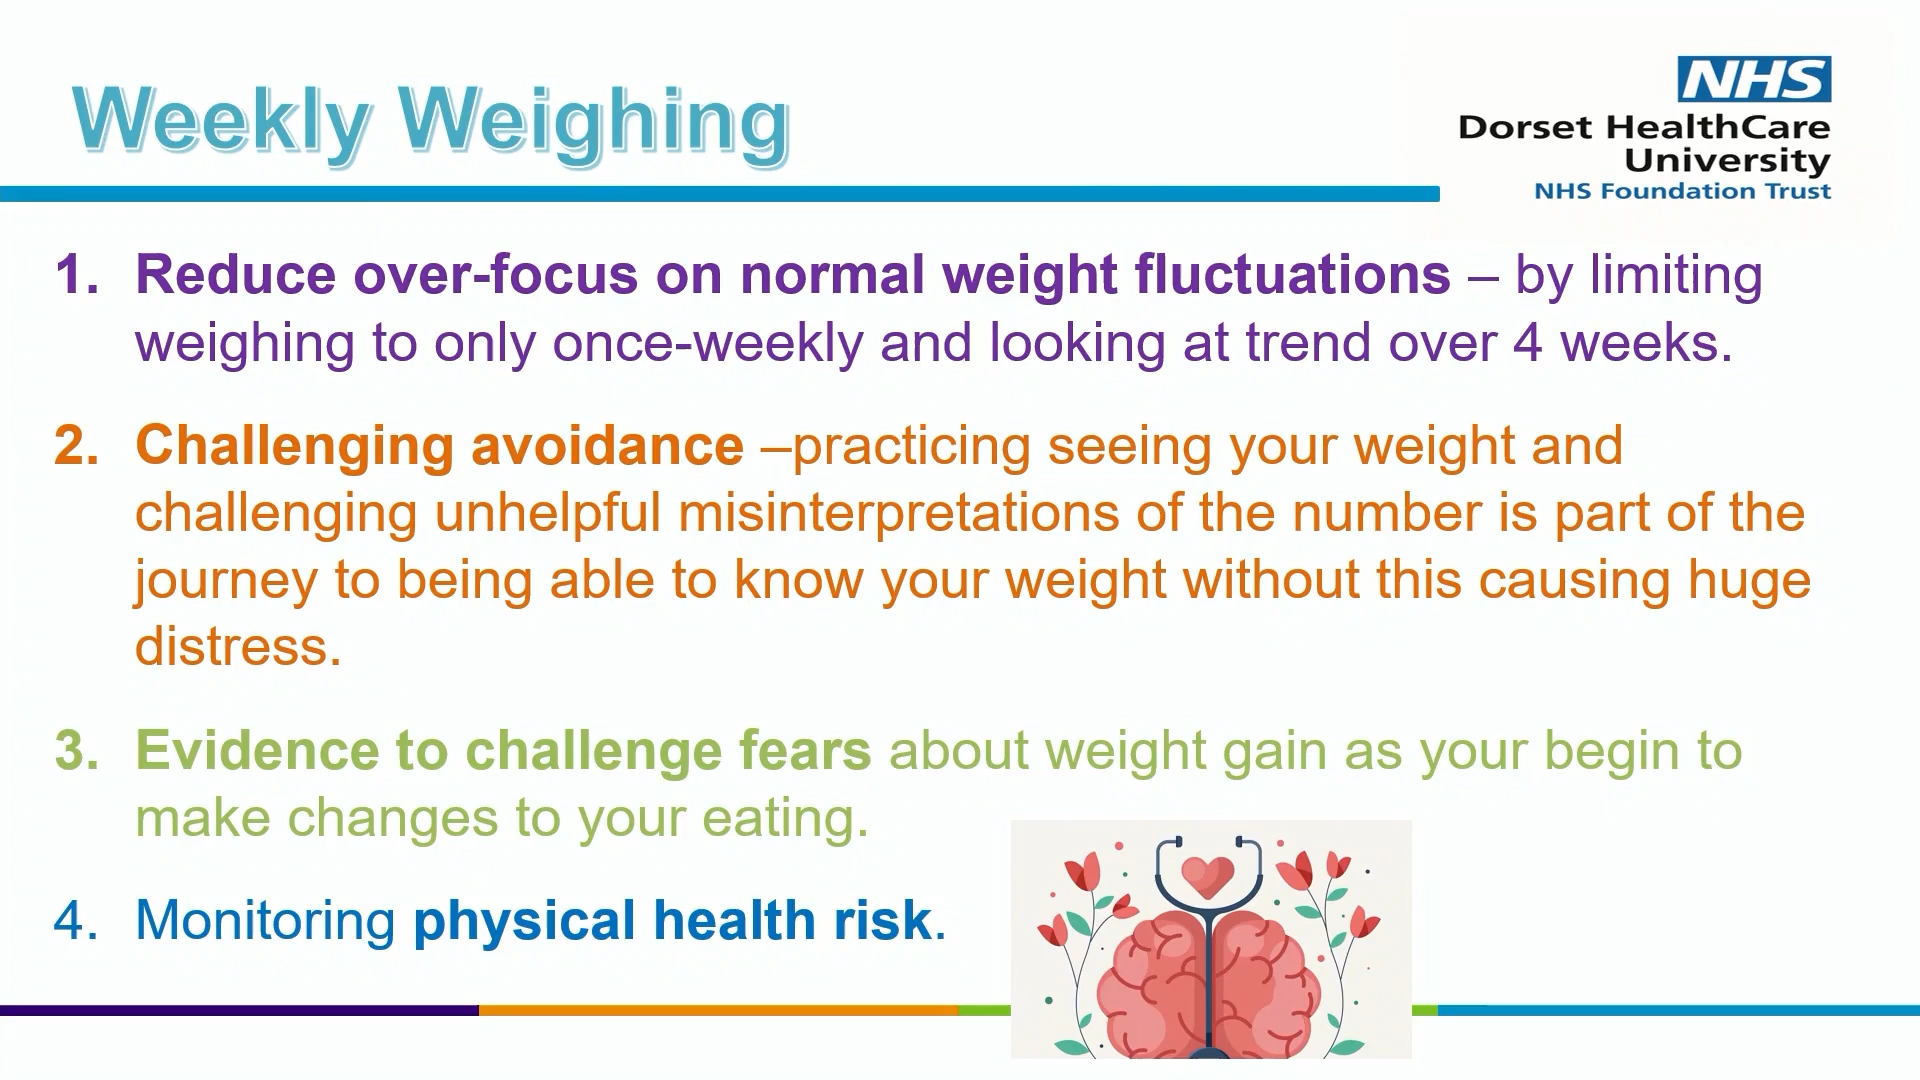 Weekly Weighing
NHS
Dorset HealthCare
University
NHS Foundation Trust
1. Reduce over-focus on normal weight fluctuations – by limiting
weighing to only once-weekly and looking at trend over 4 weeks.
2. Challenging avoidance –practicing seeing your weight and
challenging unhelpful misinterpretations of the number is part of the
journey to being able to know your weight without this causing huge
distress.
3. Evidence to challenge fears about weight gain as your begin to
make changes to your eating.
4. Monitoring physical health risk.